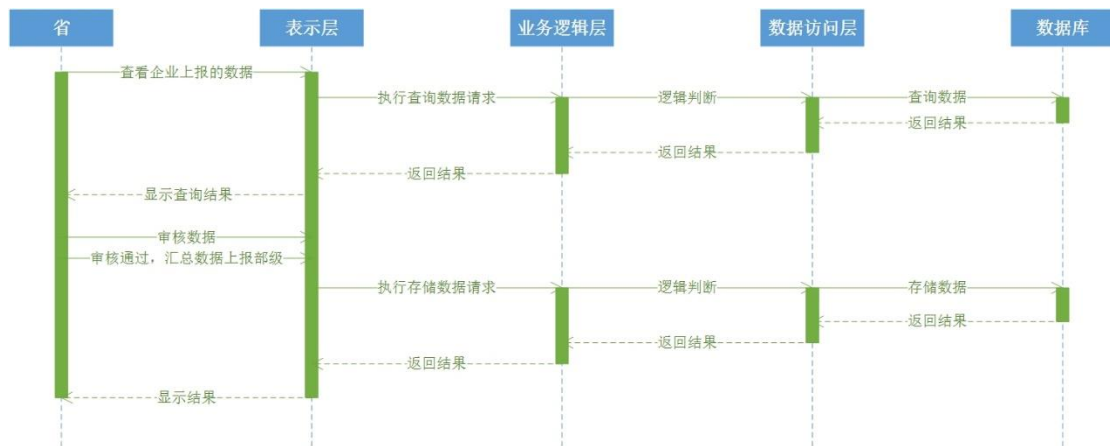 省
表示层
业务逻辑层
数据访问层
数据库
查看企业上报的数据
执行查询数据请求
逻辑判断
查询数据
返回结果
返回结果
返回结果
显示查询结果
审核数据
审核通过，汇总数据上报部级
执行存储数据请求
逻辑判断
存储数据
返回结果
返回结果
返回结果
显示结果